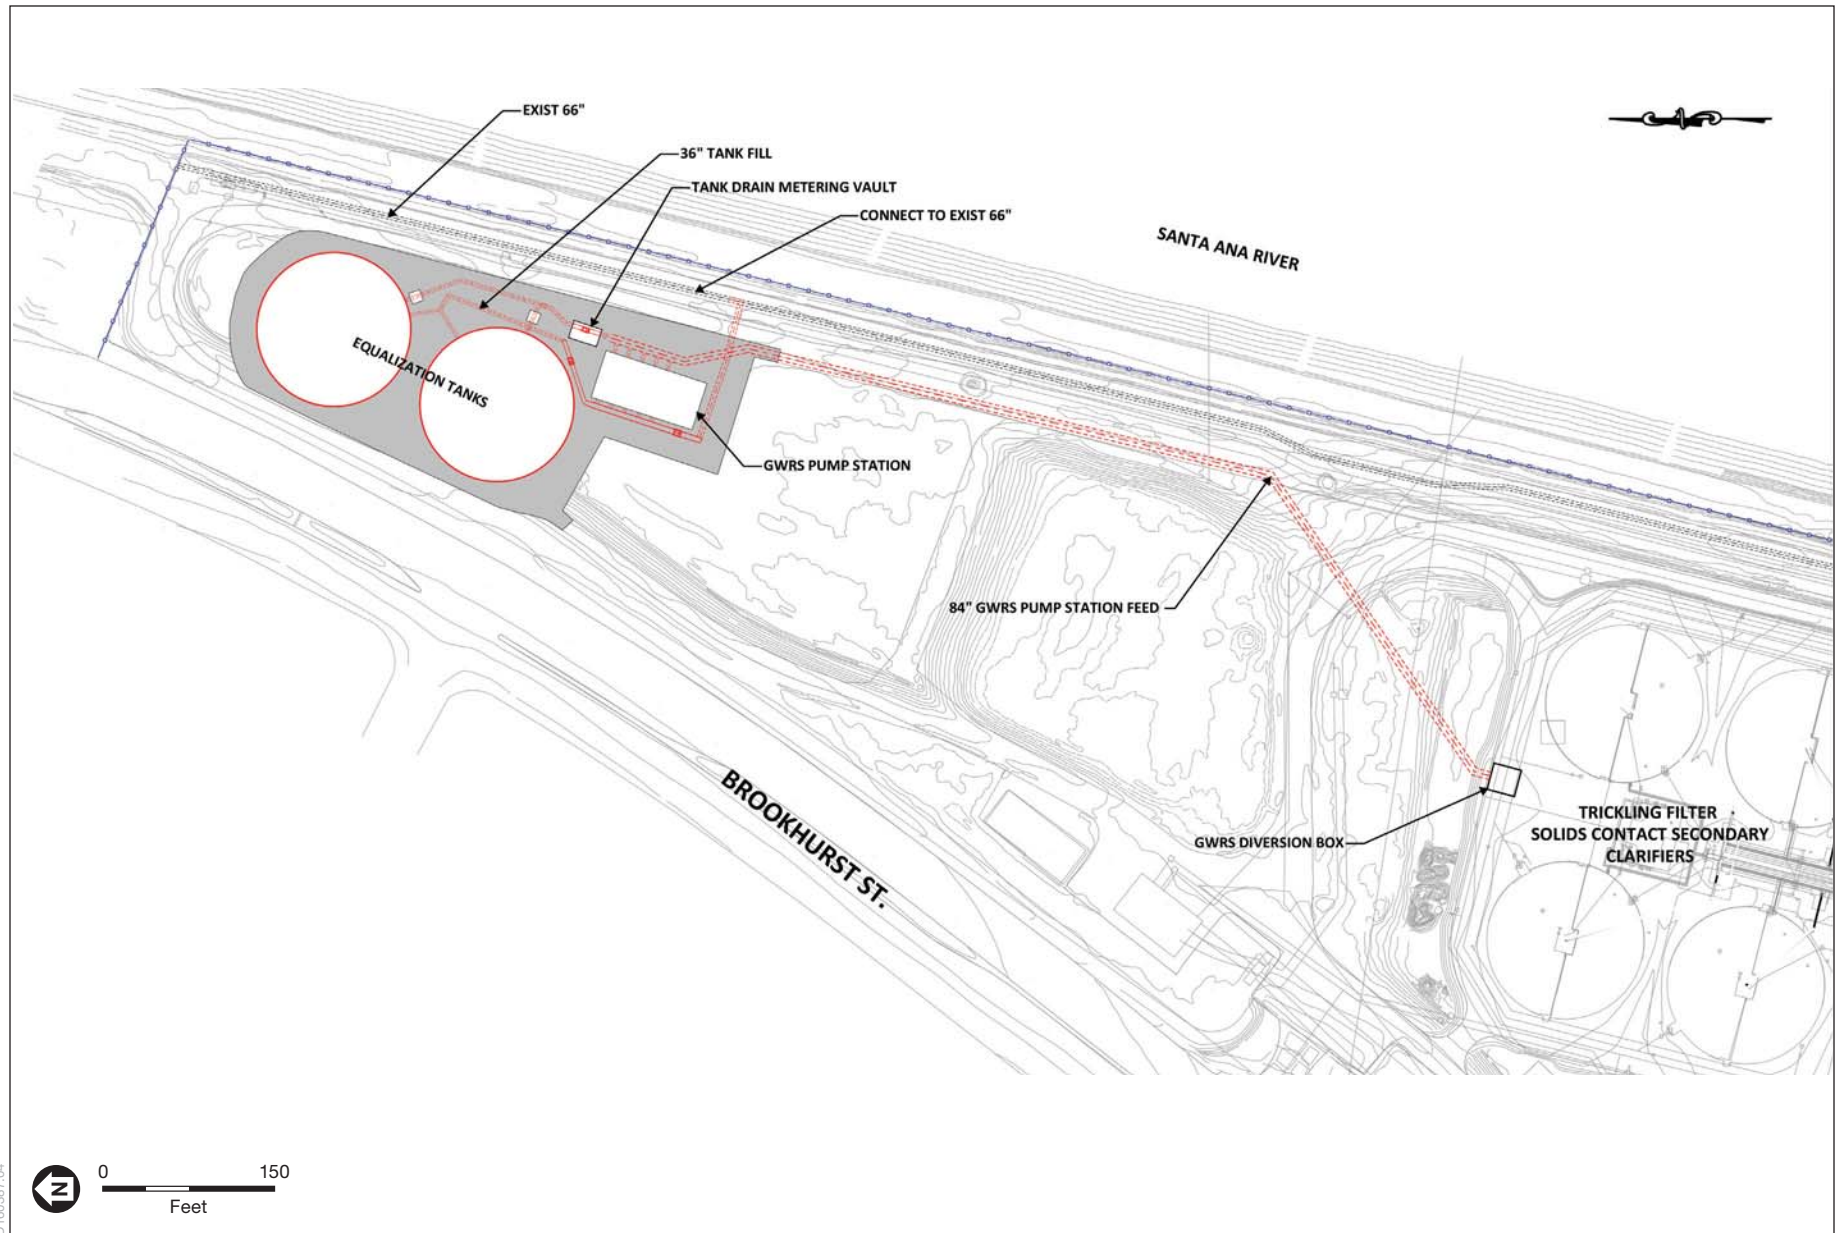 EXIST 66"
36" TANK FILL
TANK DRAIN METERING VAULT
CONNECT TO EXIST 66"
SANTA ANA RIVER
EQUALIZATION TANKS
GWRS PUMP STATION
84" GWRS PUMP STATION FEED
BROOKHURST ST.
GWRS DIVERSION BOX
TRICKLING FILTER
SOLIDS CONTACT SECONDARY
CLARIFIERS
N
0 150
Feet